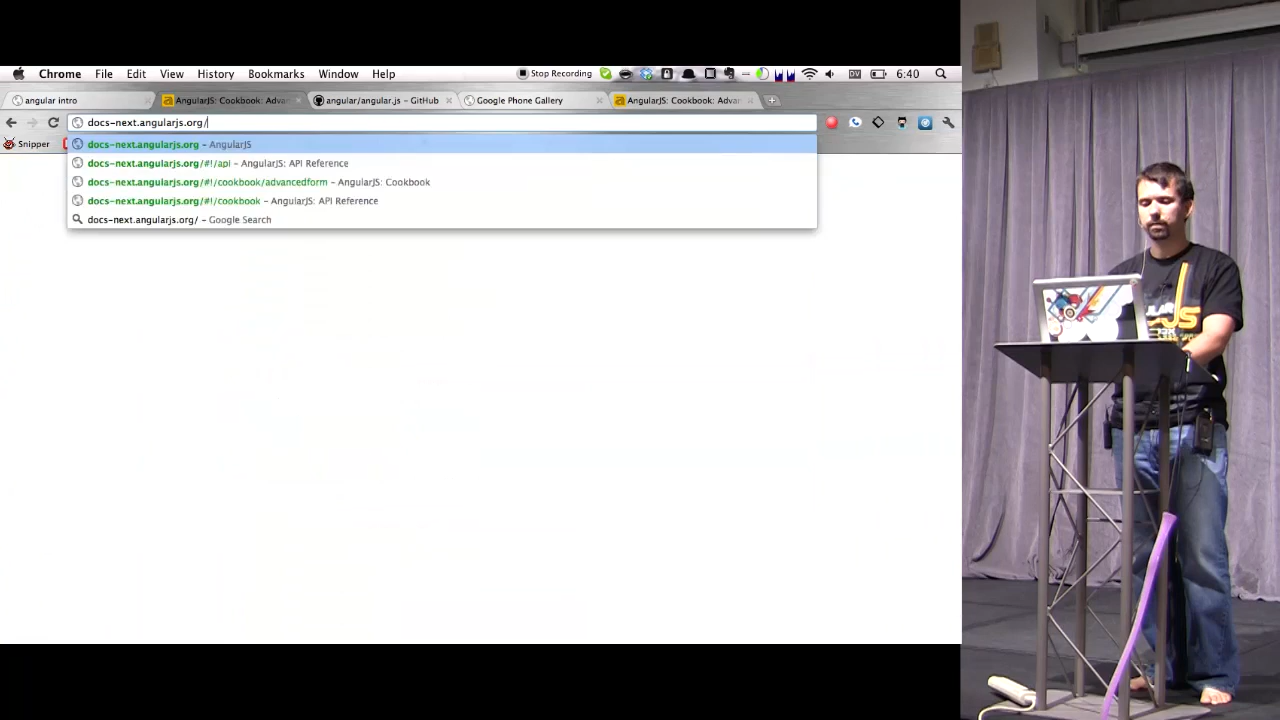 Chrome File Edit View History Bookmarks Window Help Stop Recording DV 6:40
angular intro AngularJS: Cookbook: Adva angular/angular.js - GitHub Google Phone Gallery AngularJS: Cookbook: Adva
docs-next.angularjs.org/
Snipper docs-next.angularjs.org - AngularJS
docs-next.angularjs.org/#!/api - AngularJS: API Reference
docs-next.angularjs.org/#!/cookbook/advancedform - AngularJS: Cookbook
docs-next.angularjs.org/#!/cookbook - AngularJS: API Reference
docs-next.angularjs.org/ - Google Search